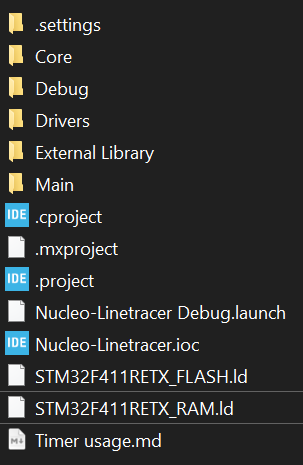 .settings
Core
Debug
Drivers
External Library
Main
IDE .cproject
.mxproject
IDE .project
Nucleo-Linetracer Debug.launch
IDE Nucleo-Linetracer.ioc
STM32F411RETX_FLASH.ld
STM32F411RETX_RAM.ld
Timer usage.md